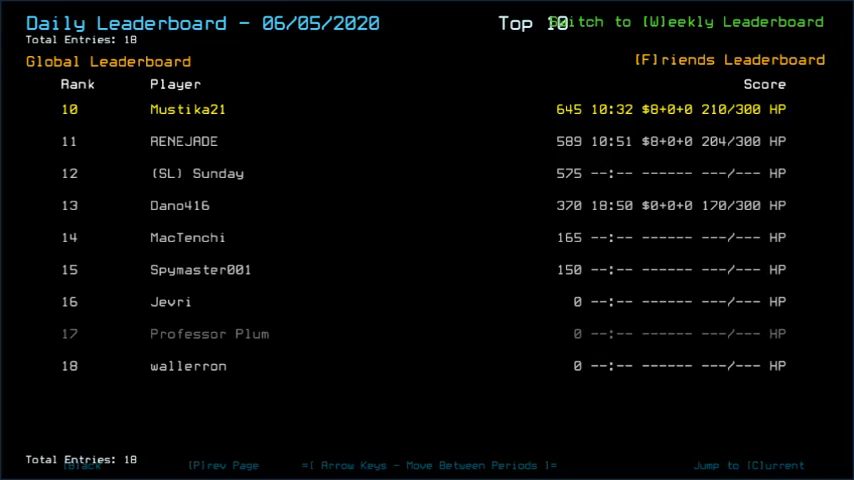 Daily Leaderboard - 06/05/2020 Top 10 Switch to [W]eekly Leaderboard
Total Entries: 18
Global Leaderboard [F]riends Leaderboard
Rank Player Score
10 Mustika21 645 10:32 $8+0+0 210/300 HP
11 RENEJADE 589 10:51 $8+0+0 204/300 HP
12 (SL) Sunday 575 --:-- ------ ---/--- HP
13 Dano416 370 18:50 $0+0+0 170/300 HP
14 MacTenchi 165 --:-- ------ ---/--- HP
15 Spymaster001 150 --:-- ------ ---/--- HP
16 Jevri 0 --:-- ------ ---/--- HP
17 Professor Plum 0 --:-- ------ ---/--- HP
18 wallerron 0 --:-- ------ ---/--- HP
Total Entries: 18
[B]ack [P]rev Page =[ Arrow Keys - Move Between Periods ]= Jump to [C]urrent